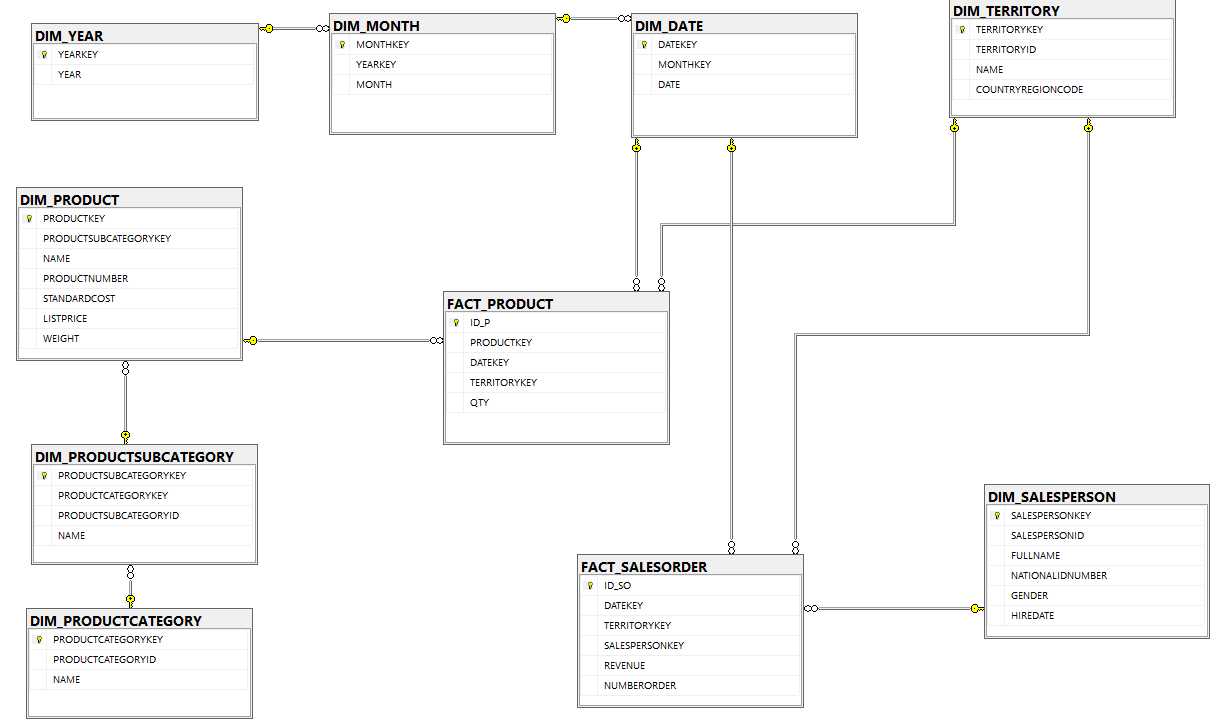 DIM_YEAR
YEARKEY
YEAR
DIM_MONTH
MONTHKEY
YEARKEY
MONTH
DIM_DATE
DATEKEY
MONTHKEY
DATE
DIM_TERRITORY
TERRITORYKEY
TERRITORYID
NAME
COUNTRYREGIONCODE
DIM_PRODUCT
PRODUCTKEY
PRODUCTSUBCATEGORYKEY
NAME
PRODUCTNUMBER
STANDARDCOST
LISTPRICE
WEIGHT
FACT_PRODUCT
ID_P
PRODUCTKEY
DATEKEY
TERRITORYKEY
QTY
DIM_PRODUCTSUBCATEGORY
PRODUCTSUBCATEGORYKEY
PRODUCTCATEGORYKEY
PRODUCTSUBCATEGORYID
NAME
DIM_PRODUCTCATEGORY
PRODUCTCATEGORYKEY
PRODUCTCATEGORYID
NAME
FACT_SALESORDER
ID_SO
DATEKEY
TERRITORYKEY
SALESPERSONKEY
REVENUE
NUMBERORDER
DIM_SALESPERSON
SALESPERSONKEY
SALESPERSONID
FULLNAME
NATIONALIDNUMBER
GENDER
HIREDATE